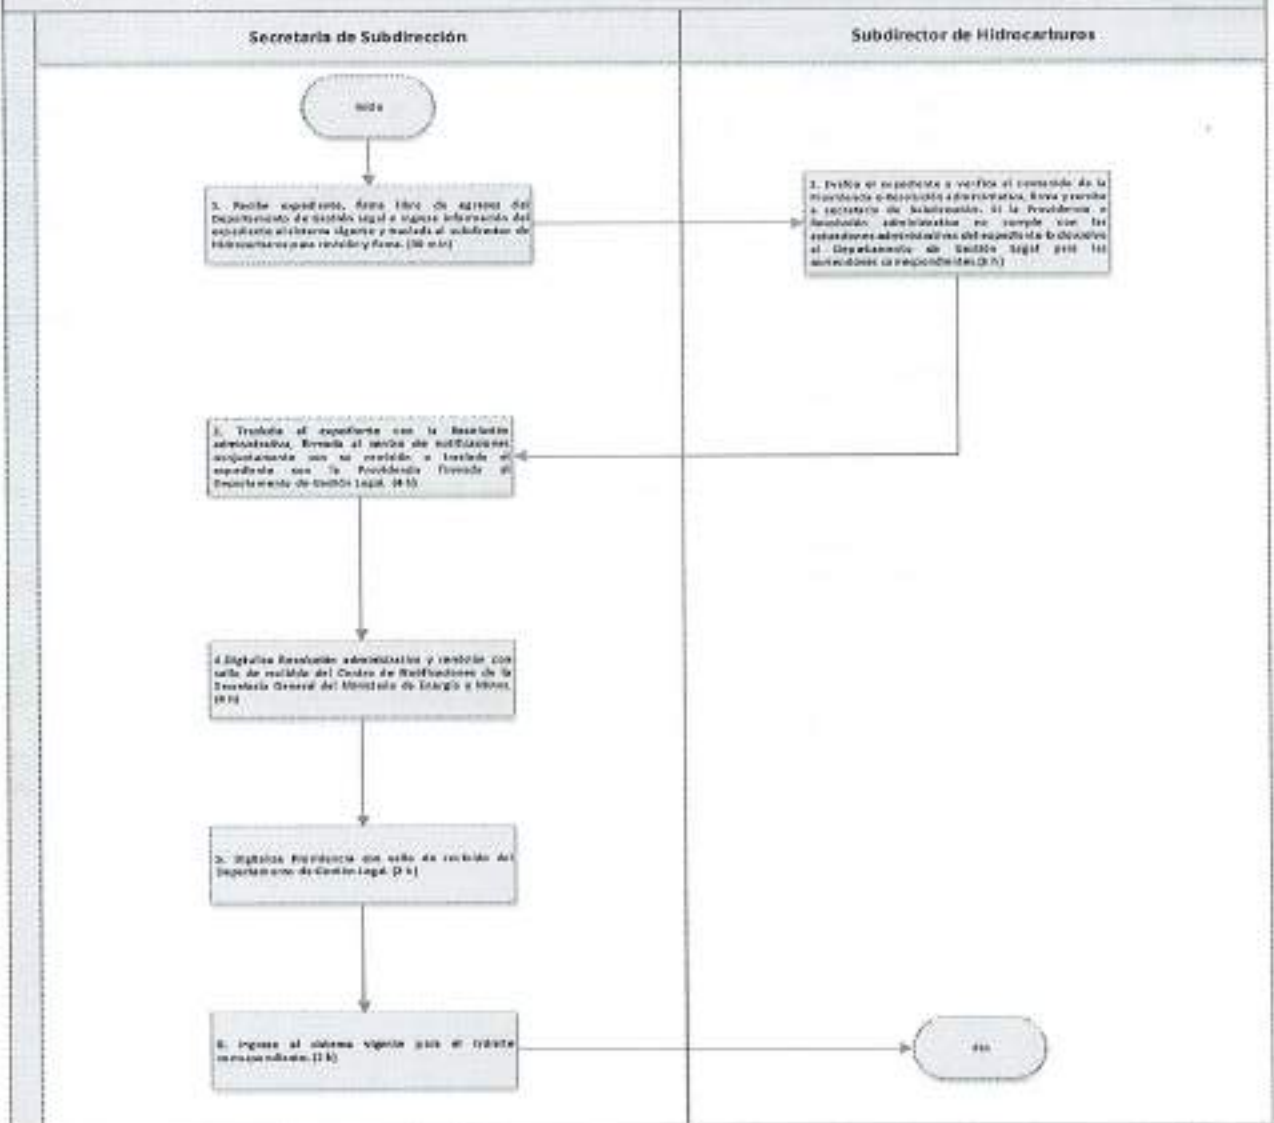 Secretaria de Subdirección
Subdirector de Hidrocarburos
Inicio
1. Recibe expediente, firma libro de egresos del
Departamento de Gestión Legal e ingresa información del
expediente al sistema vigente y traslada al subdirector de
Hidrocarburos para revisión y firma. (30 min)
2. Evalúa el expediente y verifica el contenido de la
Providencia o Resolución administrativa, firma y
a secretaria de Subdirección. Si la Providencia o
Resolución administrativa no cumple con las
actuaciones administrativas del expediente lo devuelve
al Departamento de Gestión Legal para las
correcciones correspondientes.
3. Traslada el expediente con la Resolución
administrativa, firmada al centro de notificaciones
conjuntamente con su remisión o traslada el
expediente con la Providencia firmada al
Departamento de Gestión Legal. (4 h)
4 Digitaliza Resolución administrativa y remisión con
sello de recibido del Centro de Notificaciones de la
Secretaría General del Ministerio de Energía y Minas.
5. Digitaliza Providencia con sello de recibido del
Departamento de Gestión Legal. (2 h)
6. Ingresa al sistema vigente para el trámite
correspondiente.
Fin